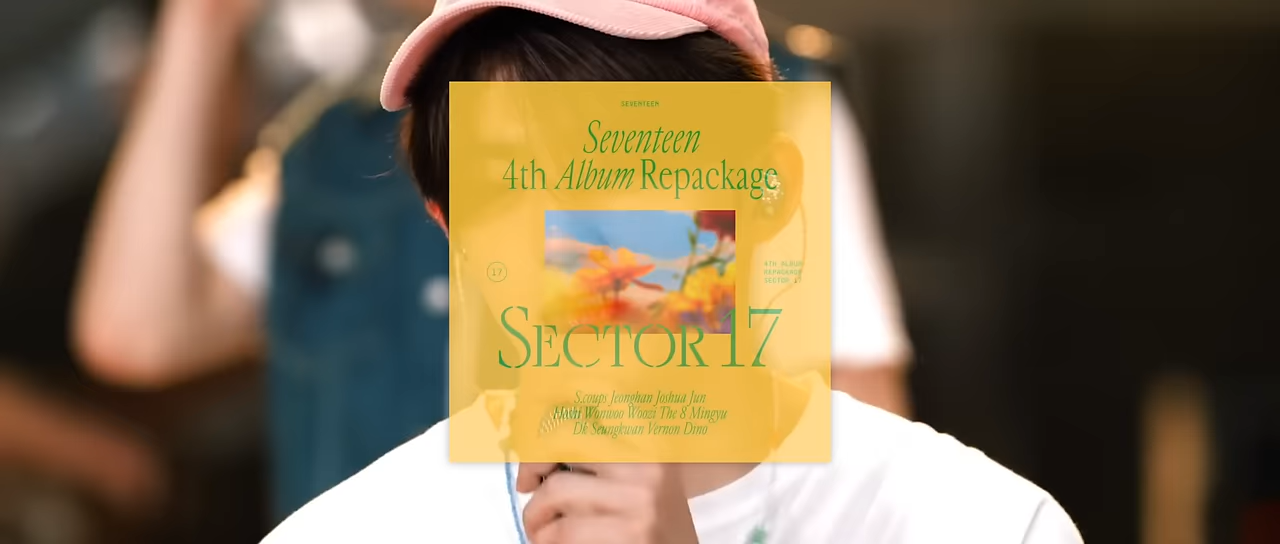 SEVENTEEN
Seventeen
4th Album Repackage
17
4TH ALBUM
REPACKAGE
SECTOR 17
SECTOR 17
S.coups Jeonghan Joshua Jun
Hoshi Wonwoo Woozi The 8 Mingyu
Dk Seungkwan Vernon Dino